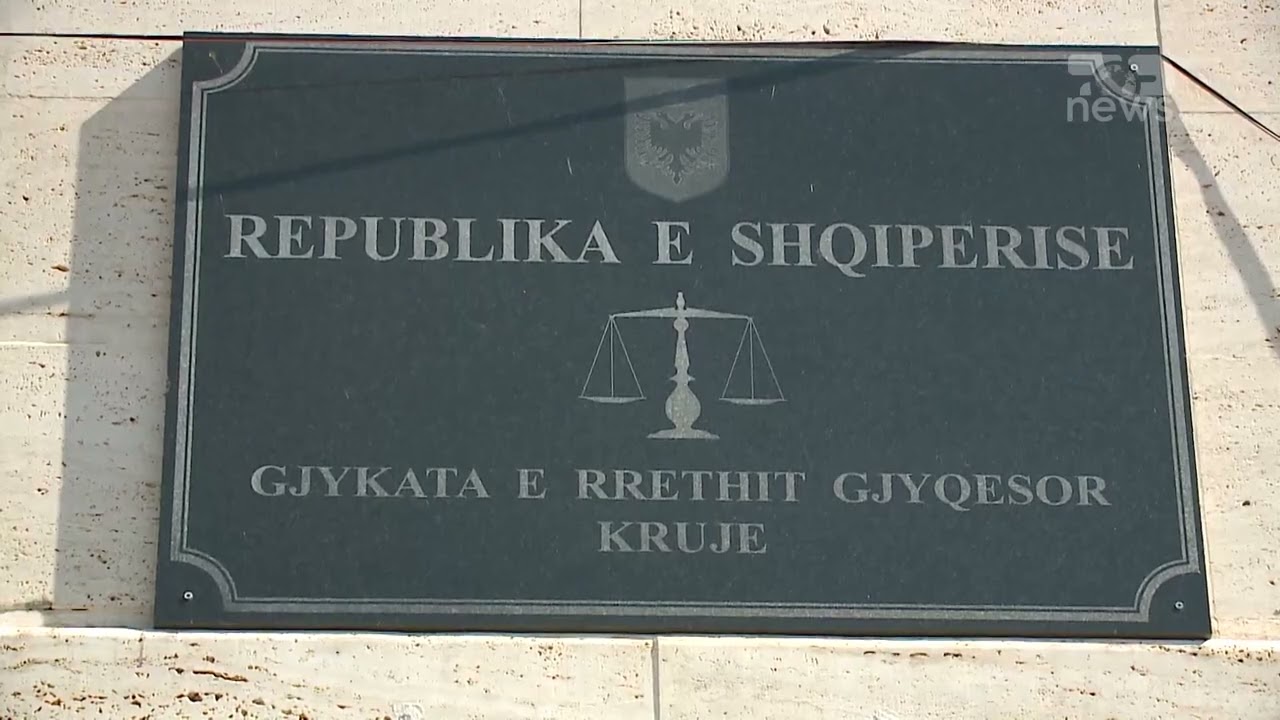 news
REPUBLIKA E SHQIPERISE
GJYKATA E RRETHIT GJYQESOR
KRUJE